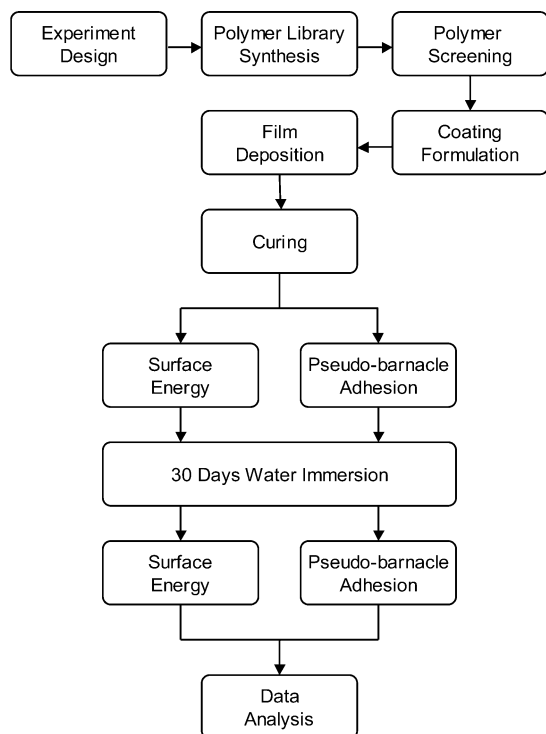 Experiment
Design
Polymer Library
Synthesis
Polymer
Screening
Coating
Formulation
Film
Deposition
Curing
Surface
Energy
Pseudo-barnacle
Adhesion
30 Days Water Immersion
Surface
Energy
Pseudo-barnacle
Adhesion
Data
Analysis